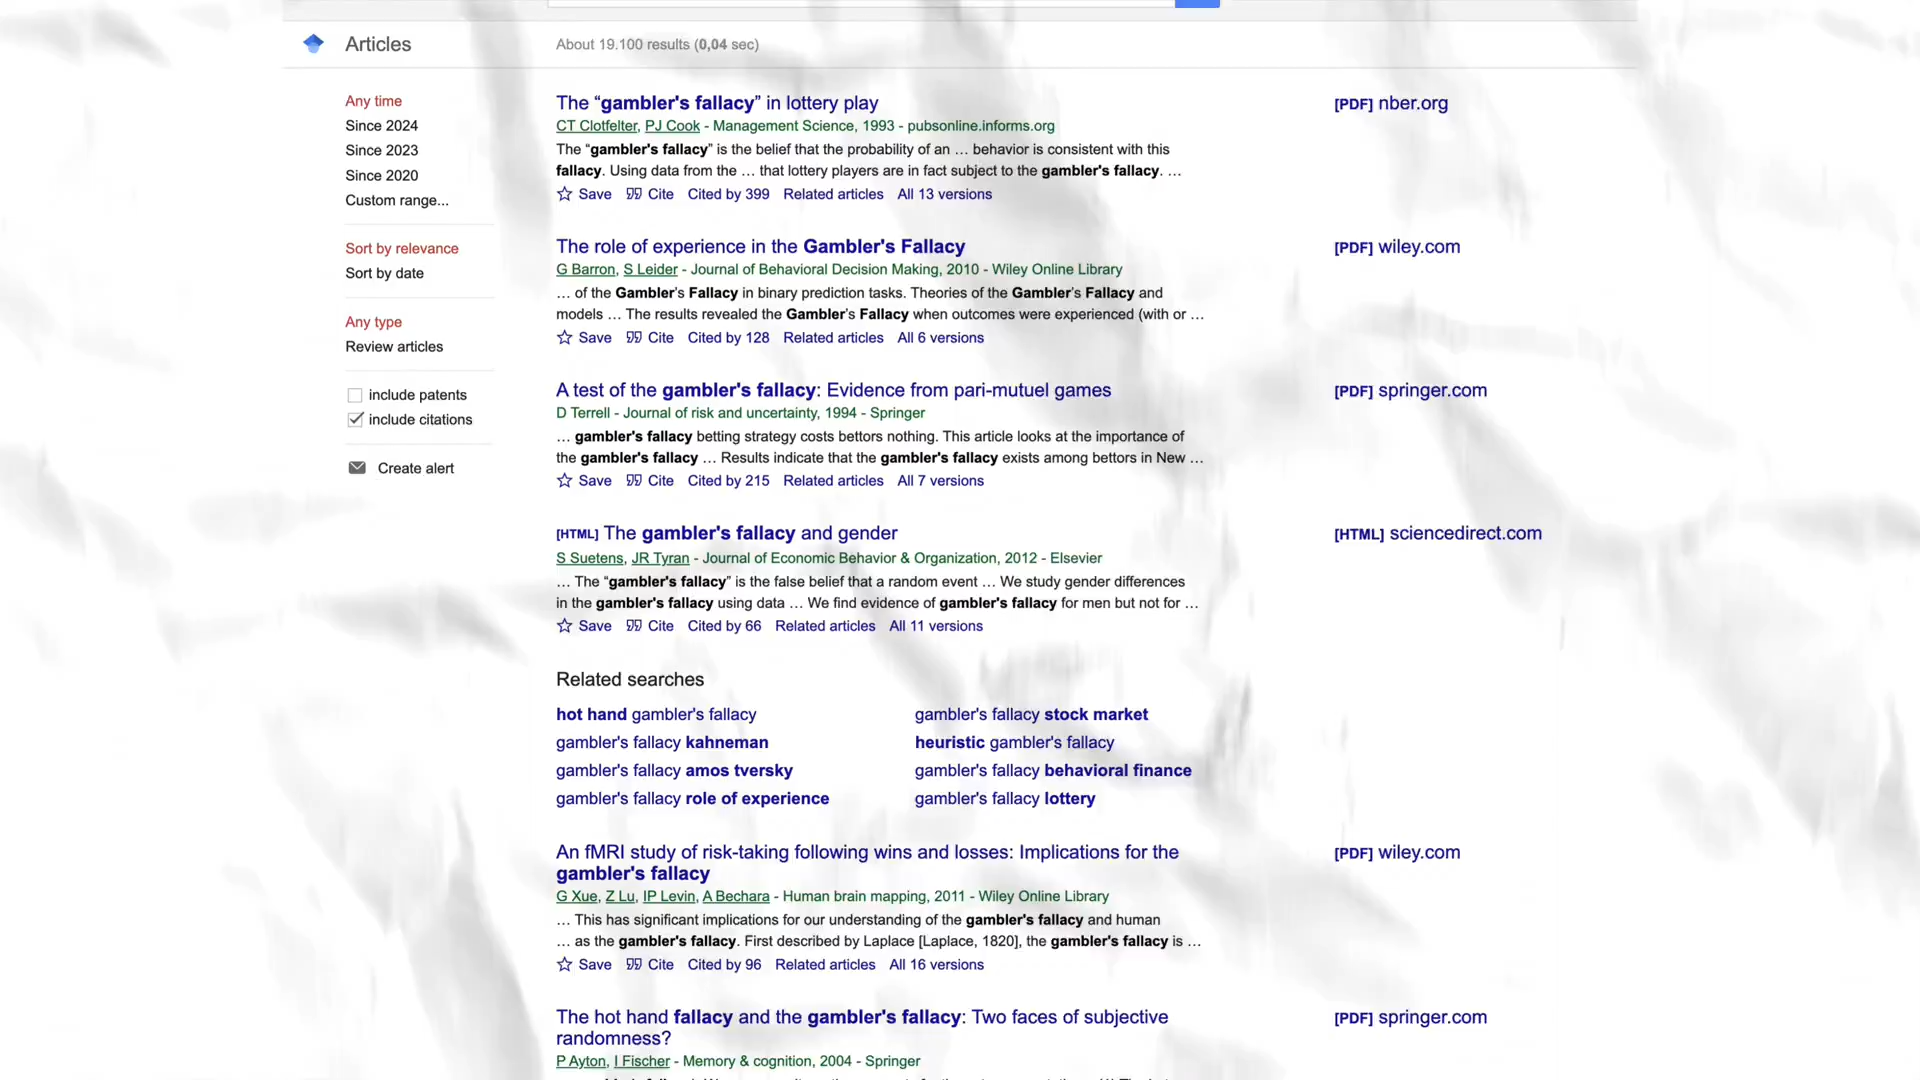 Articles
About 19.100 results (0,04 sec)
Any time
Since 2024
Since 2023
Since 2020
Custom range...
Sort by relevance
Sort by date
Any type
Review articles
include patents
include citations
Create alert
The “gambler's fallacy” in lottery play
CT Clotfelter, PJ Cook - Management Science, 1993 - pubsonline.informs.org
The “gambler's fallacy” is the belief that the probability of an … behavior is consistent with this
fallacy. Using data from the … that lottery players are in fact subject to the gambler's fallacy. …
Save Cite Cited by 399 Related articles All 13 versions
[PDF] nber.org
The role of experience in the Gambler's Fallacy
G Barron, S Leider - Journal of Behavioral Decision Making, 2010 - Wiley Online Library
… of the Gambler's Fallacy in binary prediction tasks. Theories of the Gambler's Fallacy and
models … The results revealed the Gambler's Fallacy when outcomes were experienced (with or …
Save Cite Cited by 128 Related articles All 6 versions
[PDF] wiley.com
A test of the gambler's fallacy: Evidence from pari-mutuel games
D Terrell - Journal of risk and uncertainty, 1994 - Springer
… gambler's fallacy betting strategy costs bettors nothing. This article looks at the importance of
the gambler's fallacy … Results indicate that the gambler's fallacy exists among bettors in New …
Save Cite Cited by 215 Related articles All 7 versions
[PDF] springer.com
[HTML] The gambler's fallacy and gender
S Suetens, JR Tyran - Journal of Economic Behavior & Organization, 2012 - Elsevier
… The “gambler's fallacy” is the false belief that a random event … We study gender differences
in the gambler's fallacy using data … We find evidence of gambler's fallacy for men but not for …
Save Cite Cited by 66 Related articles All 11 versions
[HTML] sciencedirect.com
Related searches
hot hand gambler's fallacy
gambler's fallacy kahneman
gambler's fallacy amos tversky
gambler's fallacy role of experience
gambler's fallacy stock market
heuristic gambler's fallacy
gambler's fallacy behavioral finance
gambler's fallacy lottery
An fMRI study of risk-taking following wins and losses: Implications for the
gambler's fallacy
G Xue, Z Lu, IP Levin, A Bechara - Human brain mapping, 2011 - Wiley Online Library
… This has significant implications for our understanding of the gambler's fallacy and human
… as the gambler's fallacy. First described by Laplace [Laplace, 1820], the gambler's fallacy is …
Save Cite Cited by 96 Related articles All 16 versions
[PDF] wiley.com
The hot hand fallacy and the gambler's fallacy: Two faces of subjective
randomness?
P Ayton, I Fischer - Memory & cognition, 2004 - Springer
[PDF] springer.com